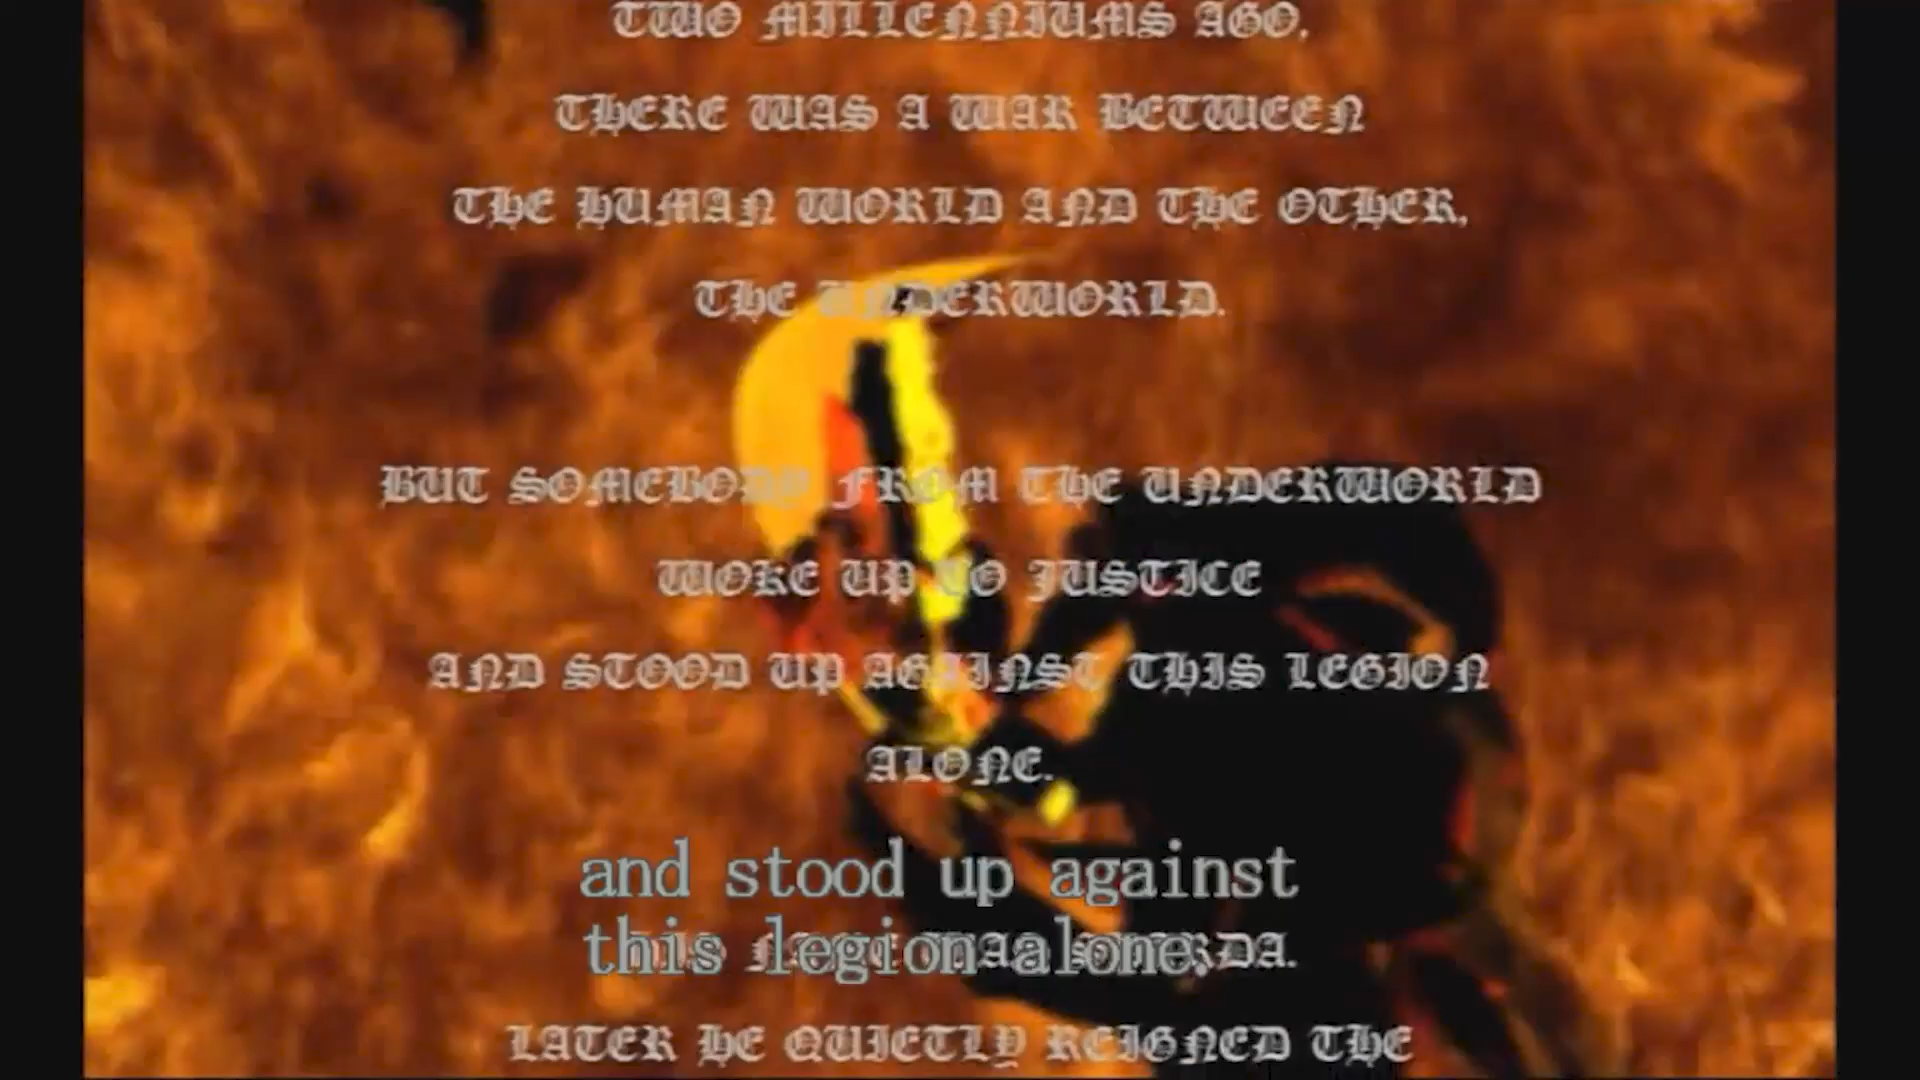 TWO MILLENNIUMS AGO,
THERE WAS A WAR BETWEEN
THE HUMAN WORLD AND THE OTHER,
THE UNDERWORLD.
BUT SOMEBODY FROM THE UNDERWORLD
WOKE UP TO JUSTICE
AND STOOD UP AGAINST THIS LEGION
ALONE.
and stood up against
this legion alone.
LATER HE QUIETLY REIGNED THE